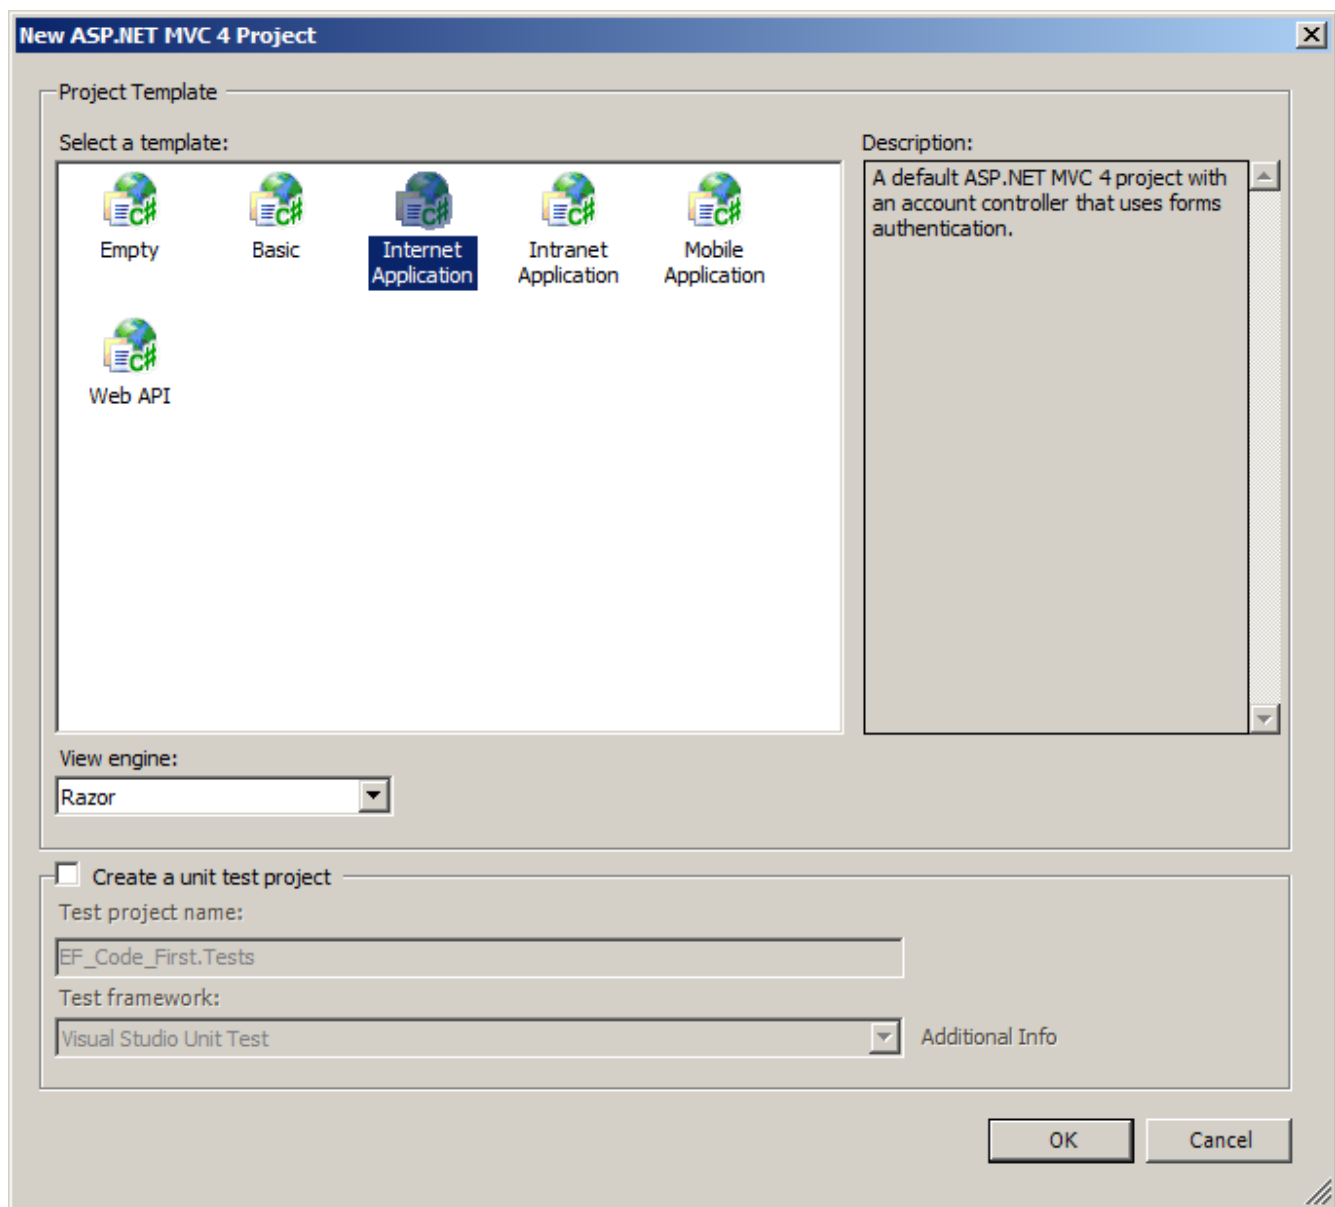 New ASP.NET MVC 4 Project
Project Template
Select a template:
Empty
Basic
Internet
Application
Intranet
Application
Mobile
Application
Web API
Description:
A default ASP.NET MVC 4 project with
an account controller that uses forms
authentication.
View engine:
Razor
Create a unit test project
Test project name:
EF_Code_First.Tests
Test framework:
Visual Studio Unit Test
Additional Info
OK
Cancel